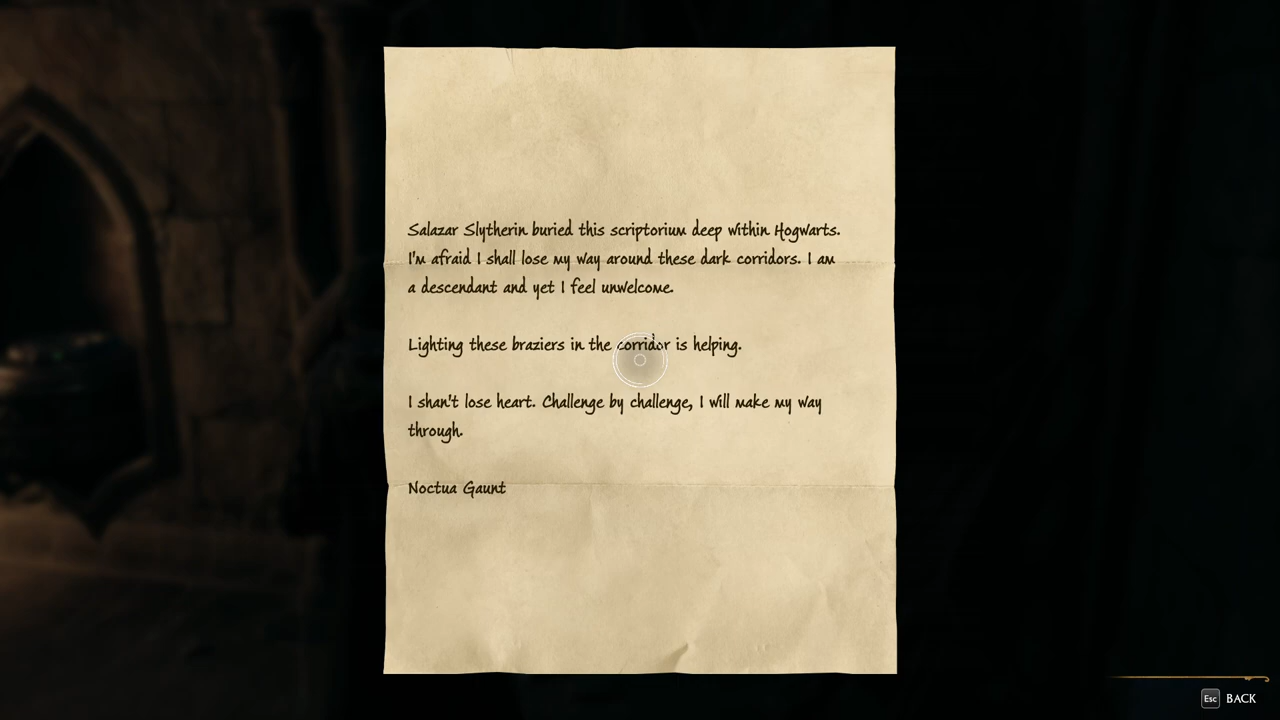 Salazar Slytherin buried this scriptorium deep within Hogwarts.
I'm afraid I shall lose my way around these dark corridors. I am
a descendant and yet I feel unwelcome.
Lighting these braziers in the corridor is helping.
I shan't lose heart. Challenge by challenge, I will make my way
through.
Noctua Gaunt
Esc BACK